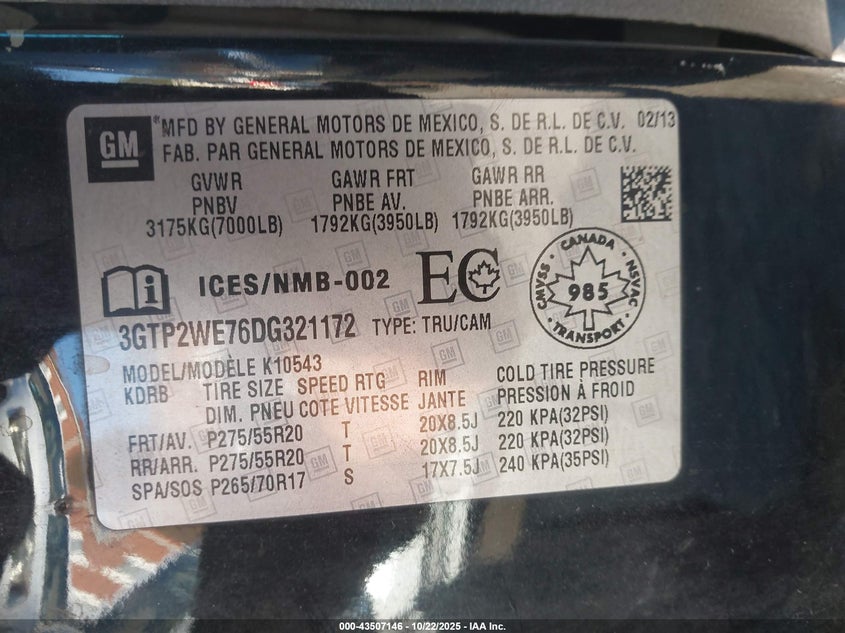 GM
*MFD BY GENERAL MOTORS DE MEXICO, S. DE R.L. DE C.V. 02/13
FAB. PAR GENERAL MOTORS DE MEXICO, S. DE R.L. DE C.V.
GVWR GAWR FRT GAWR RR
PNBV PNBE AV. PNBE ARR.
3175KG(7000LB) 1792KG(3950LB) 1792KG(3950LB)
i ICES/NMB-002 EC
CANADA
CMVSS 985 NSVAC
TRANSPORT
3GTP2WE76DG321172 TYPE: TRU/CAM
MODEL/MODÈLE K10543
KDRB TIRE SIZE SPEED RTG RIM COLD TIRE PRESSURE
DIM. PNEU COTE VITESSE JANTE PRESSION À FROID
FRT/AV. P275/55R20 T 20X8.5J 220 KPA(32PSI)
RR/ARR. P275/55R20 T 20X8.5J 220 KPA(32PSI)
SPA/SOS P265/70R17 S 17X7.5J 240 KPA(35PSI)
000-43507146 - 10/22/2025 - IAA Inc.